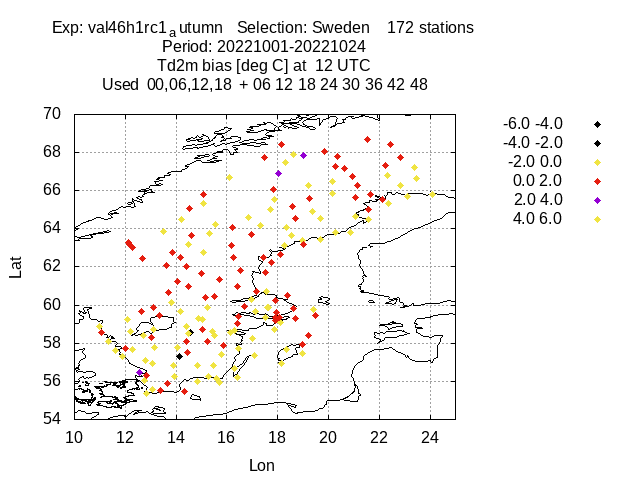 Exp: val46h1rc1autumn   Selection: Sweden    172 stations
Period: 20221001-20221024
Td2m bias [deg C] at  12 UTC
Used  00,06,12,18  + 06 12 18 24 30 36 42 48
-6.0 -4.0
-4.0 -2.0
-2.0 0.0
0.0 2.0
2.0 4.0
4.0 6.0
70
68
66
64
62
60
58
56
54
Lat
10 12 14 16 18 20 22 24
Lon